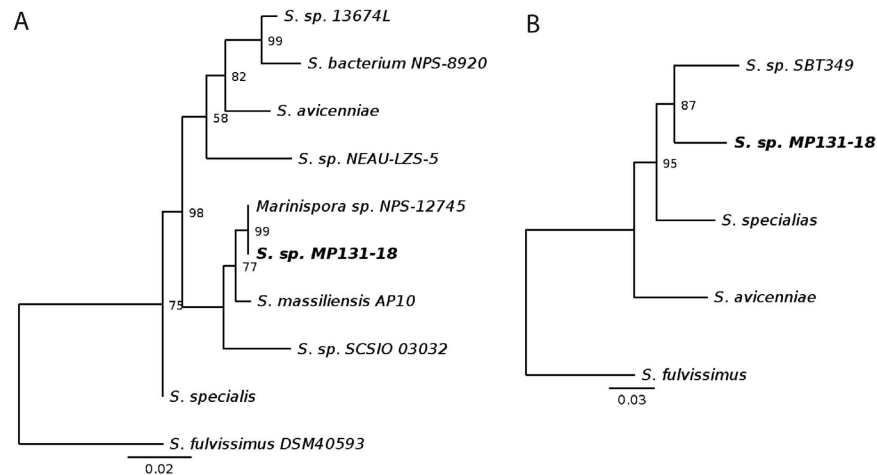 A
S. sp. 13674L
99
S. bacterium NPS-8920
82
S. avicenniae
58
S. sp. NEAU-LZS-5
98
Marinispora sp. NPS-12745
99
S. sp. MP131-18
77
S. massiliensis AP10
75
S. sp. SCSIO 03032
S. specialis
S. fulvissimus DSM40593
0.02
B
S. sp. SBT349
87
S. sp. MP131-18
95
S. specialias
S. avicenniae
S. fulvissimus
0.03